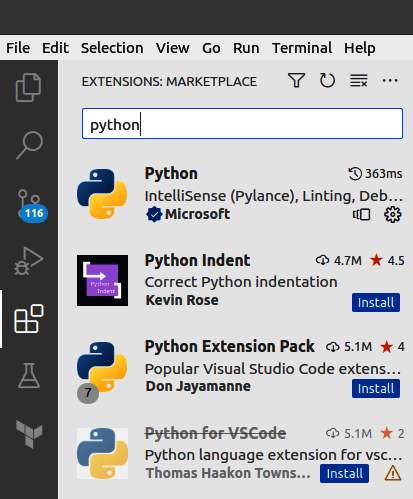 File Edit Selection View Go Run Terminal Help
EXTENSIONS: MARKETPLACE
python
116
Python 363ms
IntelliSense (Pylance), Linting, Deb...
Microsoft
Python Indent 4.7M 4.5
Correct Python indentation
Kevin Rose Install
Python
Indent
Python Extension Pack 5.1M 4
Popular Visual Studio Code extens...
7 Don Jayamanne Install
Python for VSCode 5.1M 2
Python language extension for vsc...
Thomas Haakon Towns... Install